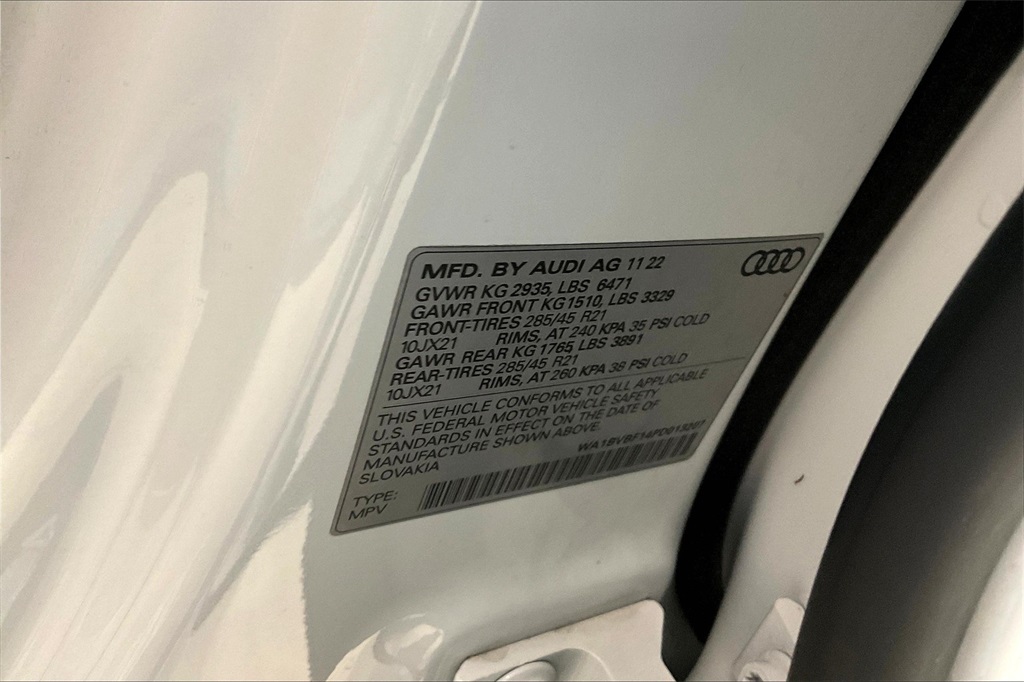 MFD. BY AUDI AG 11 22
GVWR KG 2935, LBS 6471
GAWR FRONT KG1510, LBS 3329
FRONT-TIRES 285/45 R21
10JX21 RIMS, AT 240 KPA 35 PSI COLD
GAWR REAR KG 1765, LBS 3891
REAR-TIRES 285/45 R21
10JX21 RIMS, AT 260 KPA 38 PSI COLD
THIS VEHICLE CONFORMS TO ALL APPLICABLE
U.S. FEDERAL MOTOR VEHICLE SAFETY
STANDARDS IN EFFECT ON THE DATE OF
MANUFACTURE SHOWN ABOVE.
SLOVAKIA
TYPE:
MPV